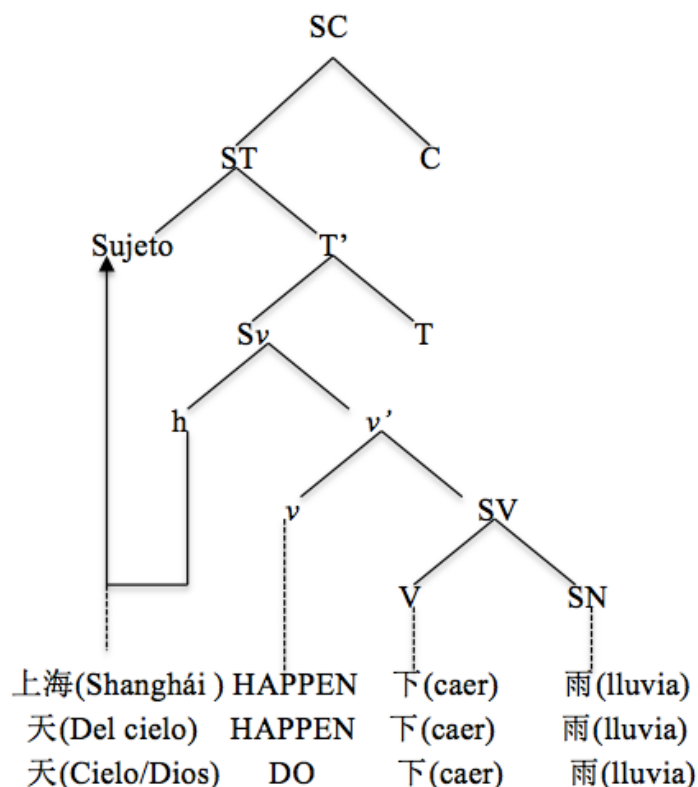 SC
ST C
Sujeto T’
Sv T
h v’
v SV
V SN
上海(Shanghái ) HAPPEN 下(caer) 雨(lluvia)
天(Del cielo) HAPPEN 下(caer) 雨(lluvia)
天(Cielo/Dios) DO 下(caer) 雨(lluvia)